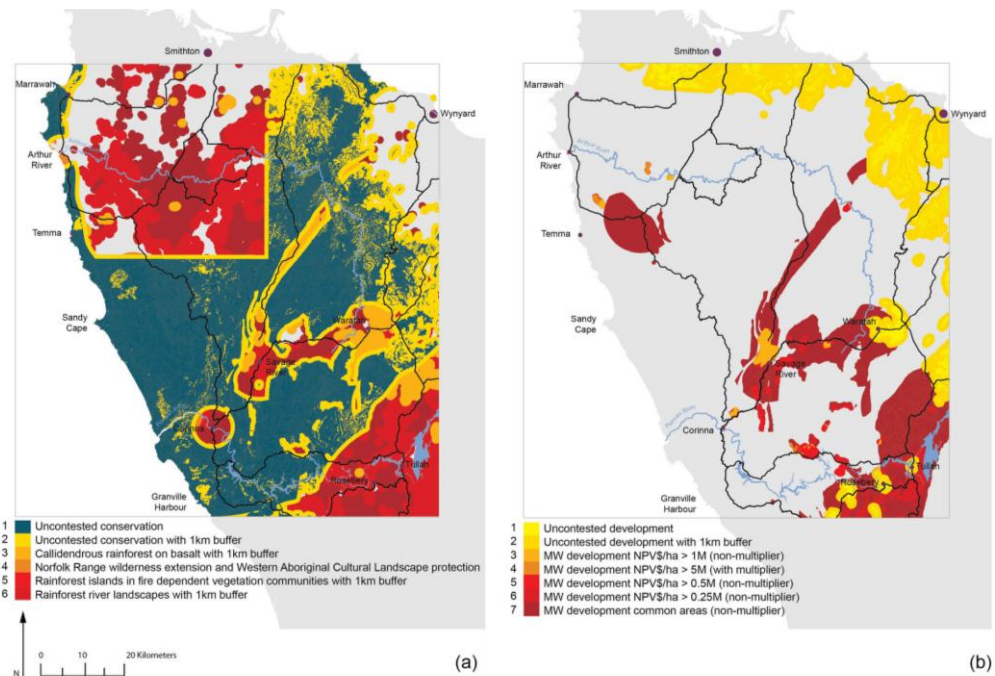 Smithton
Marrawah
Wynyard
Arthur
River
Temma
Sandy
Cape
Waratah
Savage
River
Corinna
Tullah
Rosebery
Granville
Harbour
1 Uncontested conservation
2 Uncontested conservation with 1km buffer
3 Callidendrous rainforest on basalt with 1km buffer
4 Norfolk Range wilderness extension and Western Aboriginal Cultural Landscape protection
5 Rainforest islands in fire dependent vegetation communities with 1km buffer
6 Rainforest river landscapes with 1km buffer
N
0 10 20 Kilometers
(a)
Smithton
Marrawah
Wynyard
Arthur River
Arthur
River
Temma
Sandy
Cape
Waratah
Savage
River
Corinna
Tullah
Rosebery
Granville
Harbour
1 Uncontested development
2 Uncontested development with 1km buffer
3 MW development NPV$/ha > 1M (non-multiplier)
4 MW development NPV$/ha > 5M (with multiplier)
5 MW development NPV$/ha > 0.5M (non-multiplier)
6 MW development NPV$/ha > 0.25M (non-multiplier)
7 MW development common areas (non-multiplier)
(b)